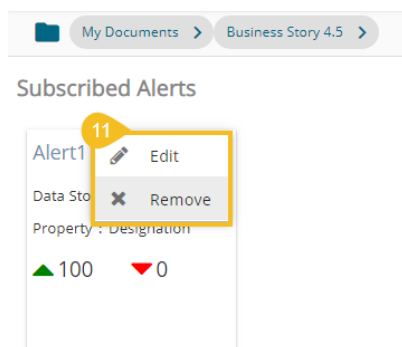 My Documents > Business Story 4.5 >
Subscribed Alerts
11
Alert1
Edit
Data Sto
Remove
Property : Designation
100 0